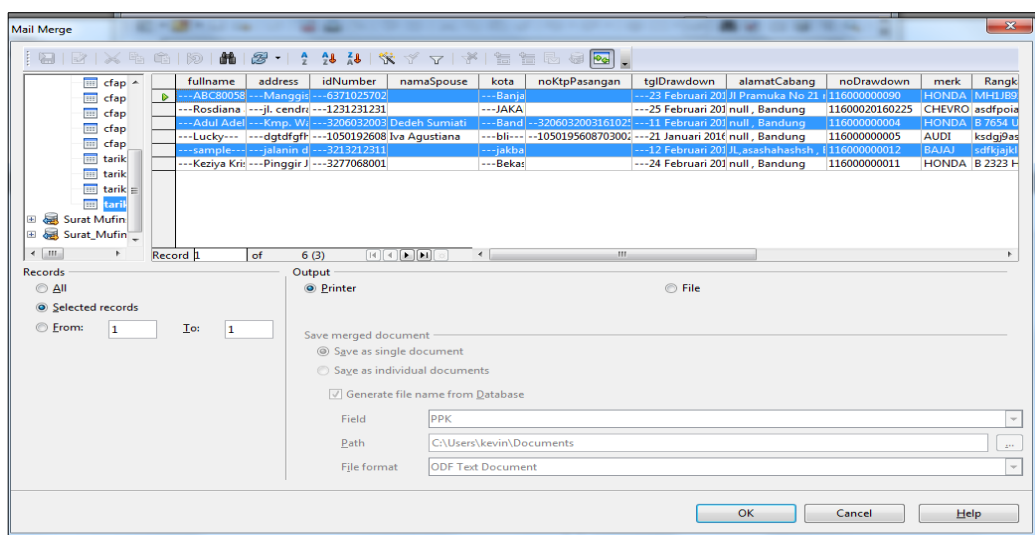 Mail Merge
cfap
fullname address idNumber namaSpouse kota noKtpPasangan tglDrawdown alamatCabang noDrawdown merk Rangk
cfap
---ABC80058 ---Manggis ---6371025702 ---Banja ---23 Februari 201 Jl Pramuka No 21 r 116000000090 HONDA MH1JB9
cfap
---Rosdiana ---jl. cendra ---1231231231 ---JAKA ---25 Februari 201 null , Bandung 11600020160225 CHEVRO asdfpoia
cfap
---Adul Adel ---Kmp. Wa ---3206032003 Dedeh Sumiati ---Band --3206032003161025 ---11 Februari 201 null , Bandung 116000000004 HONDA B 7654 U
cfap
---Lucky--- ---dgtdfgfh ---1050192608 Iva Agustiana ---bli--- --105019560870302 ---21 Januari 2016 null , Bandung 116000000005 AUDI ksdgj9as
tarik
---sample--- ---jalanin d ---3213212311 ---jakba ---12 Februari 201 JL,asashahashsh , B 116000000012 BAJAJ sdfkjajkl
tarik
---Keziya Kri ---Pinggir J ---3277068001 ---Bekas ---24 Februari 201 null , Bandung 116000000011 HONDA B 2323 H
tarik
tarik
Surat Mufin
Surat_Mufin
Record 1 of 6 (3)
Records
All
Selected records
From: 1 To: 1
Output
Printer File
Save merged document
Save as single document
Save as individual documents
Generate file name from Database
Field PPK
Path C:\Users\kevin\Documents ...
File format ODF Text Document
OK Cancel Help